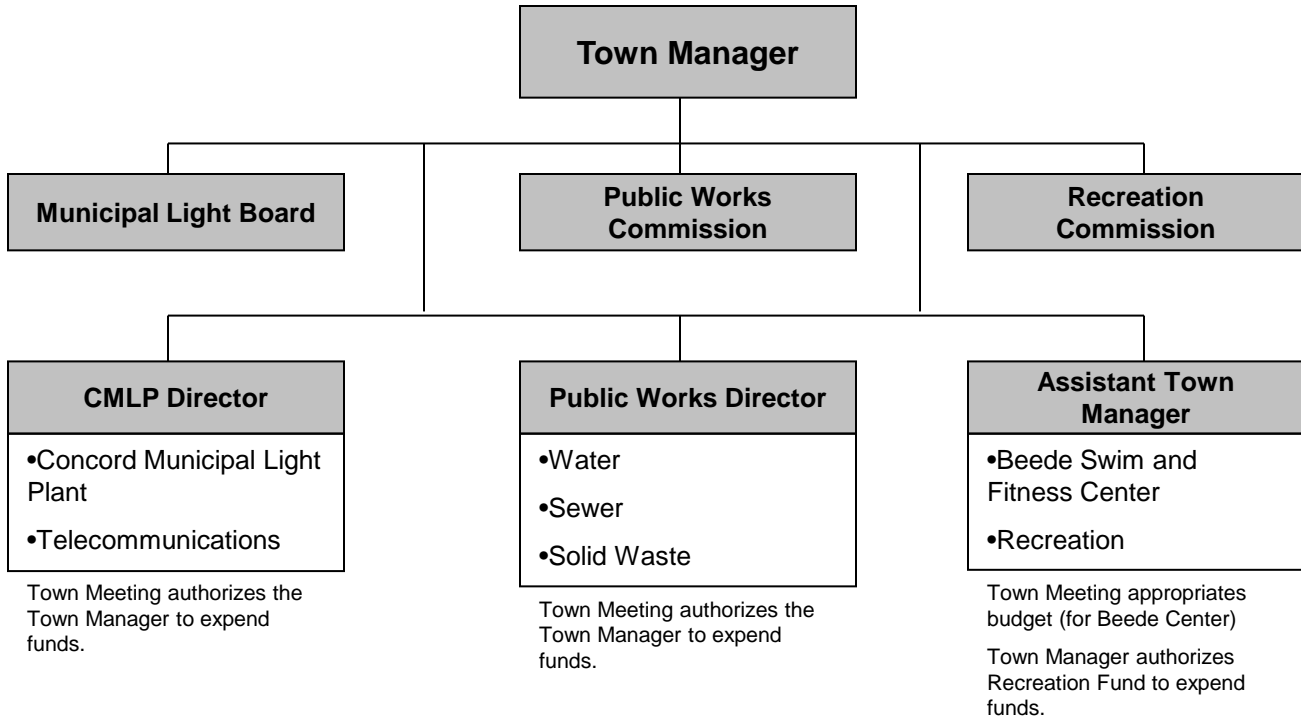 Town Manager
Municipal Light Board
Public Works
Commission
Recreation
Commission
CMLP Director
•Concord Municipal Light
Plant
•Telecommunications
Town Meeting authorizes the
Town Manager to expend
funds.
Public Works Director
•Water
•Sewer
•Solid Waste
Town Meeting authorizes the
Town Manager to expend
funds.
Assistant Town
Manager
•Beede Swim and
Fitness Center
•Recreation
Town Meeting appropriates
budget (for Beede Center)
Town Manager authorizes
Recreation Fund to expend
funds.